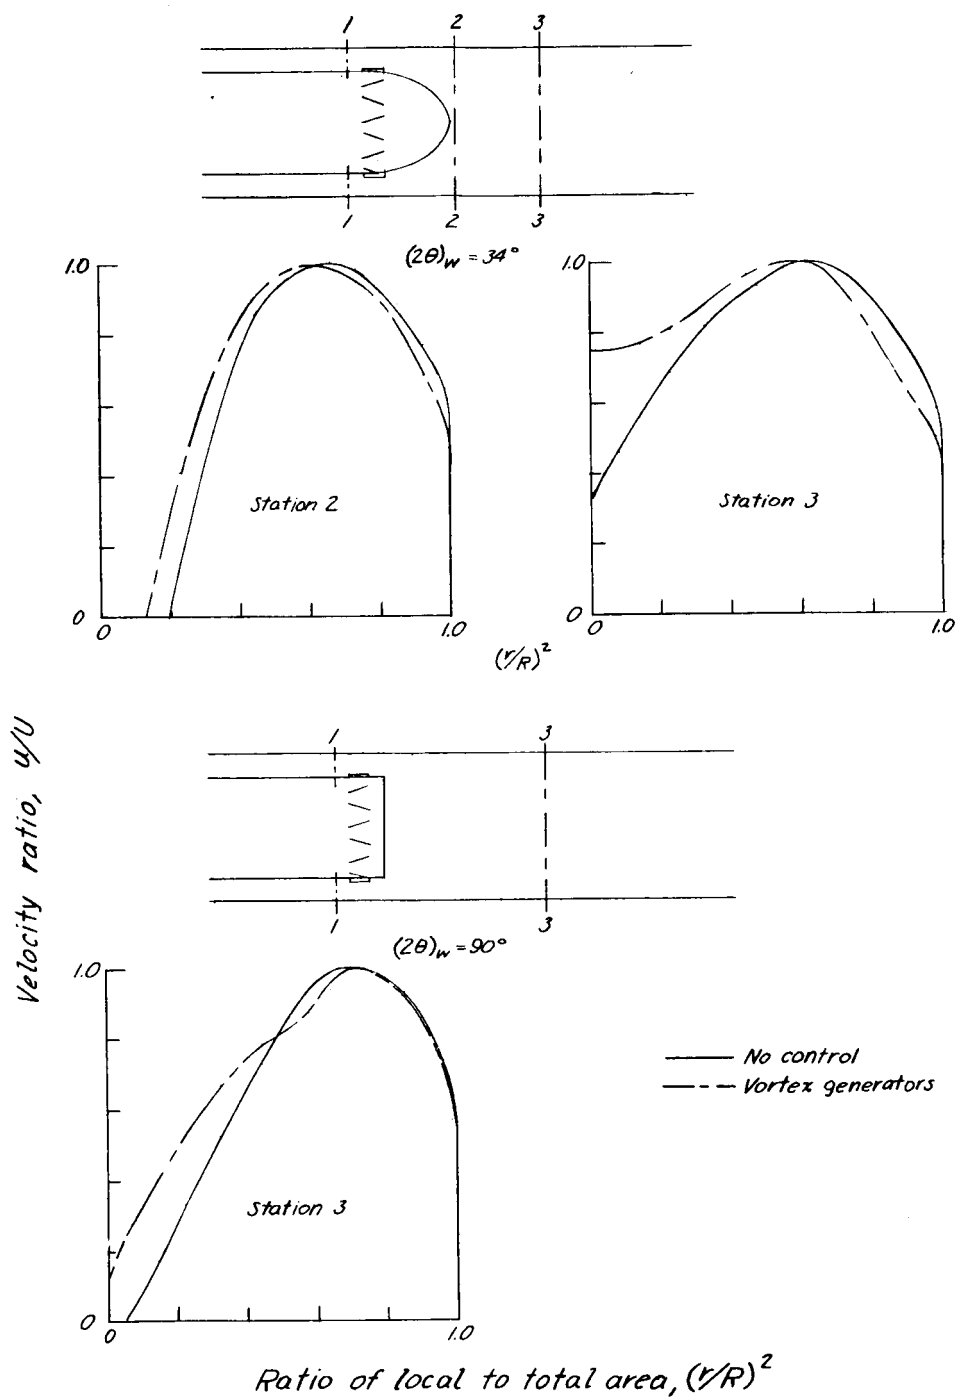 1 2 3
1 2 3
(2θ)w = 34°
1.0
Station 2
0
0 1.0
1.0
Station 3
0
0 1.0
(r/R)²
Velocity ratio, u/U
1 3
1 3
(2θ)w = 90°
1.0
Station 3
0
0 1.0
No control
Vortex generators
Ratio of local to total area, (r/R)²